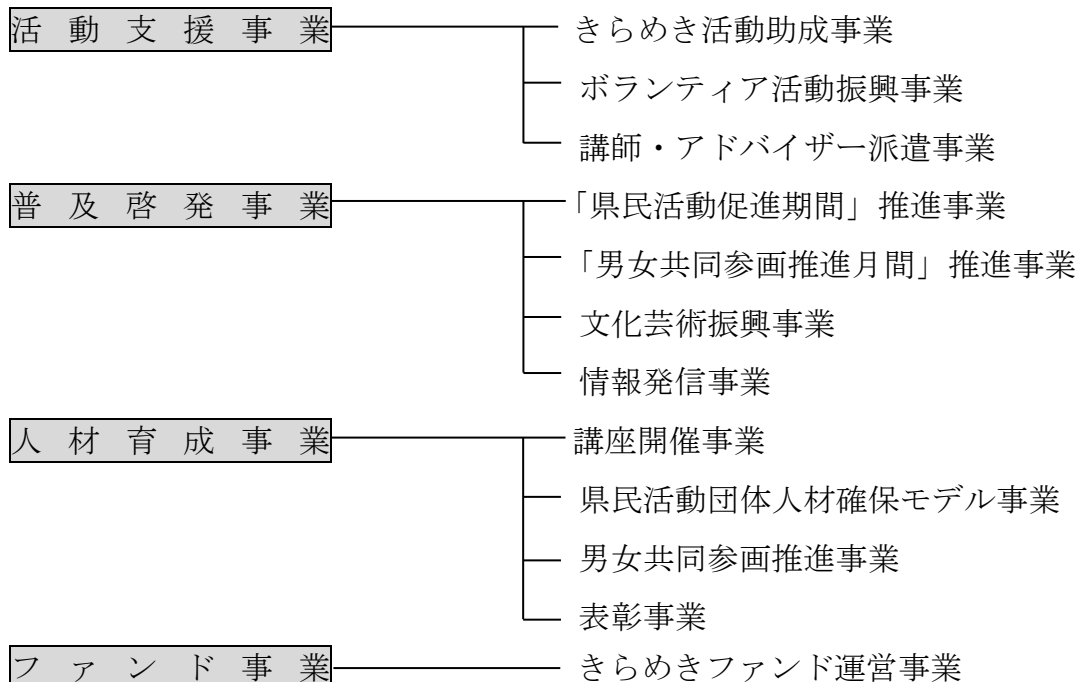 活動支援事業 きらめき活動助成事業
ボランティア活動振興事業
講師・アドバイザー派遣事業
普及啓発事業 「県民活動促進期間」推進事業
「男女共同参画推進月間」推進事業
文化芸術振興事業
情報発信事業
人材育成事業 講座開催事業
県民活動団体人材確保モデル事業
男女共同参画推進事業
表彰事業
ファンド事業 きらめきファンド運営事業